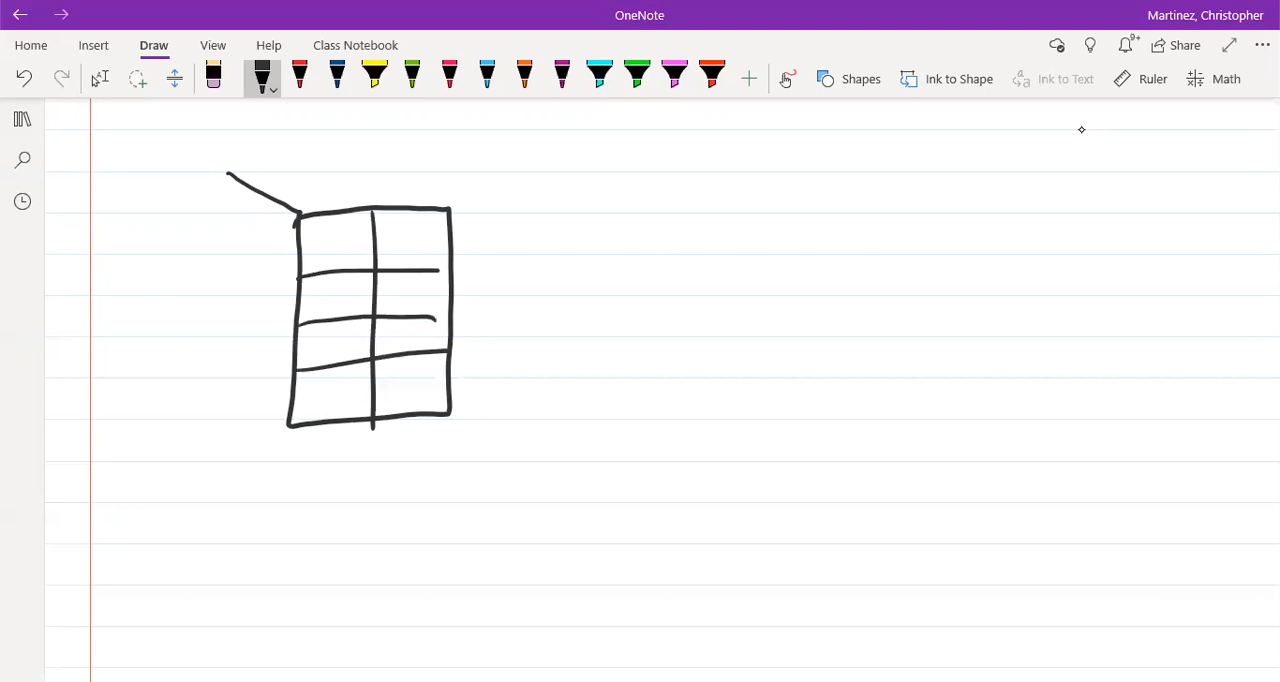 OneNote
Martinez, Christopher
Home Insert Draw View Help Class Notebook Share
Shapes Ink to Shape Ink to Text Ruler Math